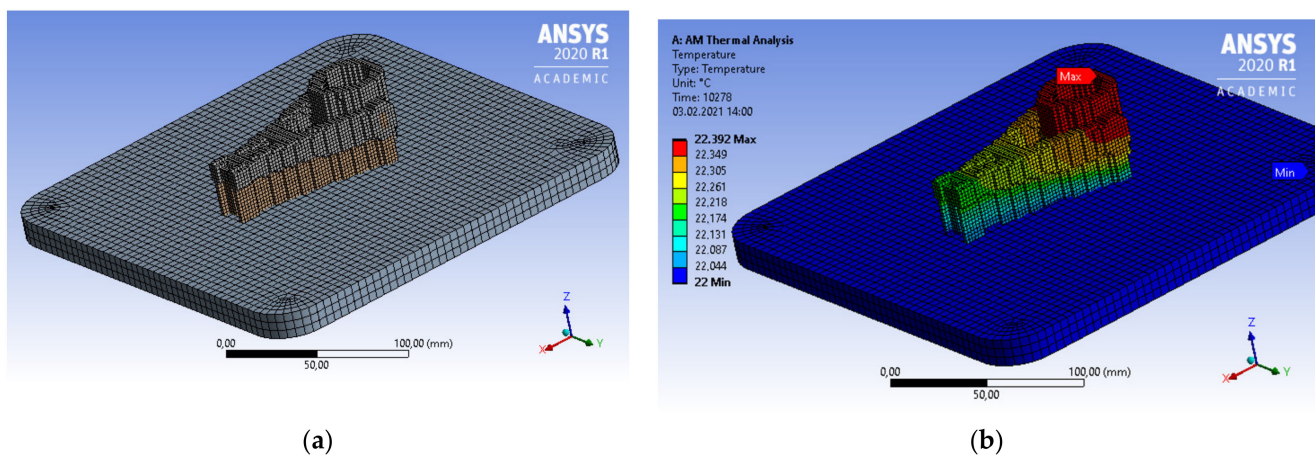 ANSYS
2020 R1
ACADEMIC
0,00
100,00 (mm)
50,00
Z
X
Y
(a)
A: AM Thermal Analysis
Temperature
Type: Temperature
Unit: °C
Time: 10278
03.02.2021 14:00
22.392 Max
22.349
22.305
22,261
22,218
22,174
22,131
22.087
22,044
22 Min
Max
Min
ANSYS
2020 R1
ACADEMIC
0,00
100,00 (mm)
50,00
Z
X
Y
(b)